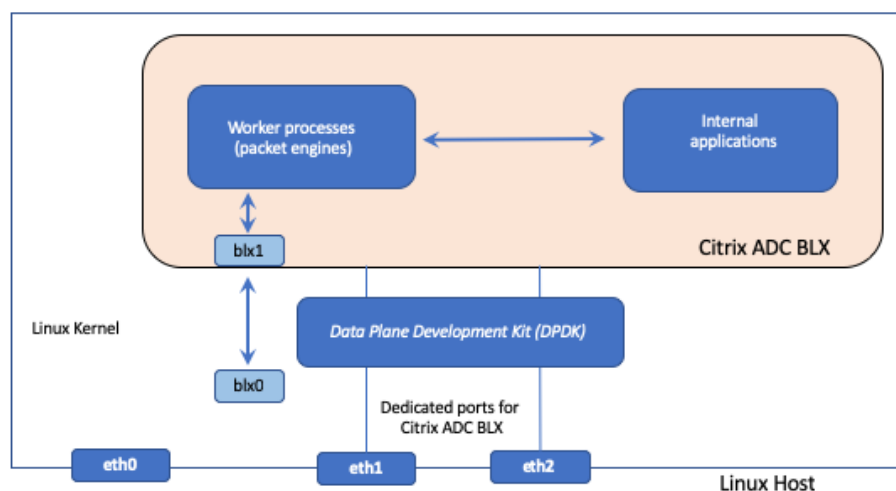 Worker processes
(packet engines)
Internal
applications
blx1
Citrix ADC BLX
Linux Kernel
Data Plane Development Kit (DPDK)
blx0
Dedicated ports for
Citrix ADC BLX
eth0
eth1
eth2
Linux Host